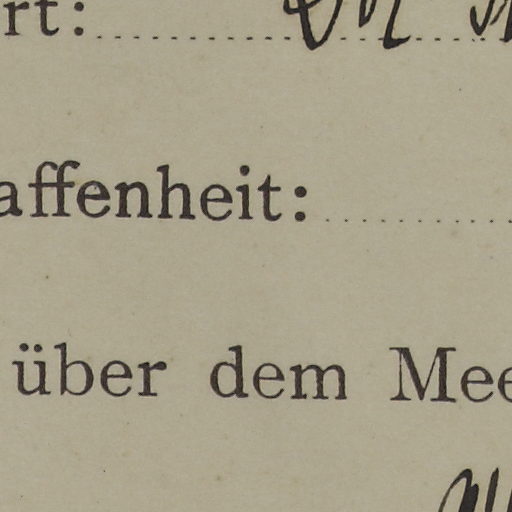 rt:
affenheit:
über dem Mee